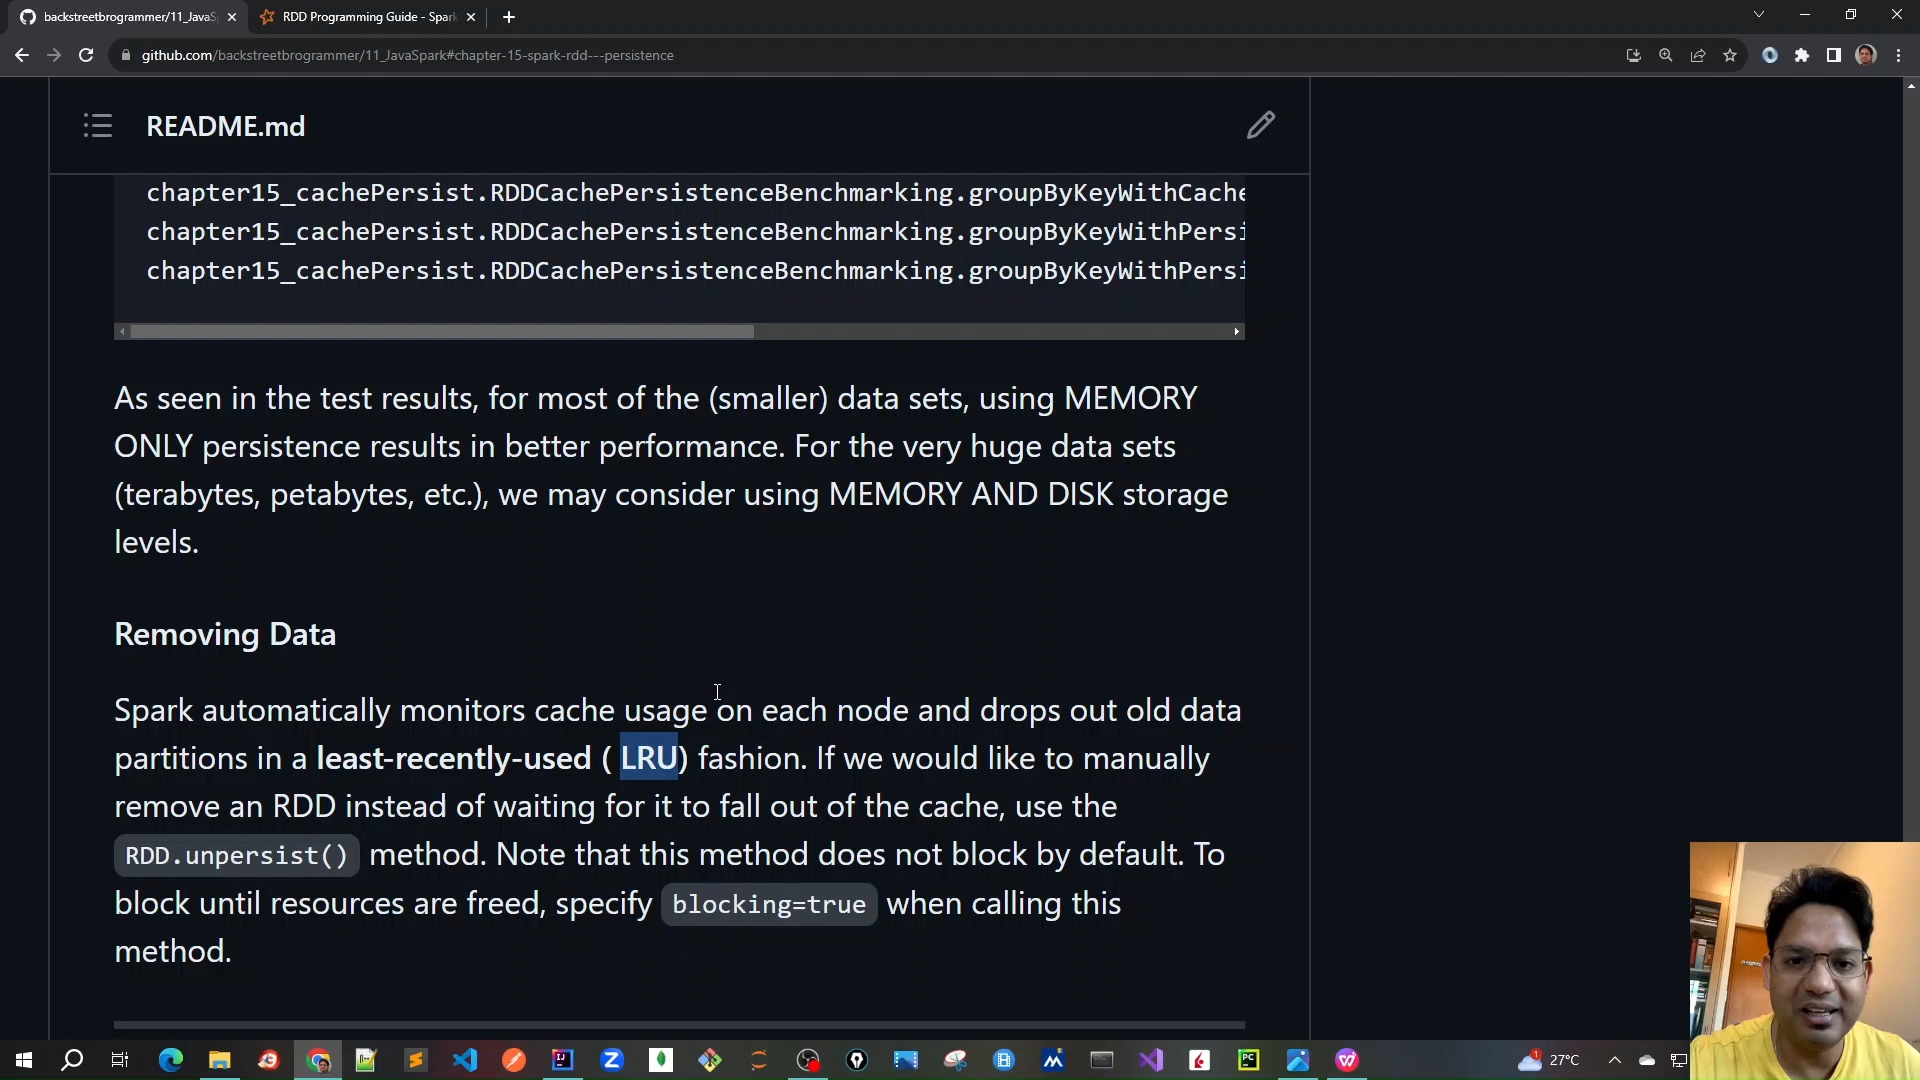 backstreetbrogrammer/11_JavaS
RDD Programming Guide - Spark
github.com/backstreetbrogrammer/11_JavaSpark#chapter-15-spark-rdd---persistence
README.md
chapter15_cachePersist.RDDCachePersistenceBenchmarking.groupByKeyWithCache
chapter15_cachePersist.RDDCachePersistenceBenchmarking.groupByKeyWithPersi
chapter15_cachePersist.RDDCachePersistenceBenchmarking.groupByKeyWithPersi
As seen in the test results, for most of the (smaller) data sets, using MEMORY
ONLY persistence results in better performance. For the very huge data sets
(terabytes, petabytes, etc.), we may consider using MEMORY AND DISK storage
levels.
Removing Data
Spark automatically monitors cache usage on each node and drops out old data
partitions in a least-recently-used ( LRU) fashion. If we would like to manually
remove an RDD instead of waiting for it to fall out of the cache, use the
RDD.unpersist() method. Note that this method does not block by default. To
block until resources are freed, specify blocking=true when calling this
method.
27°C